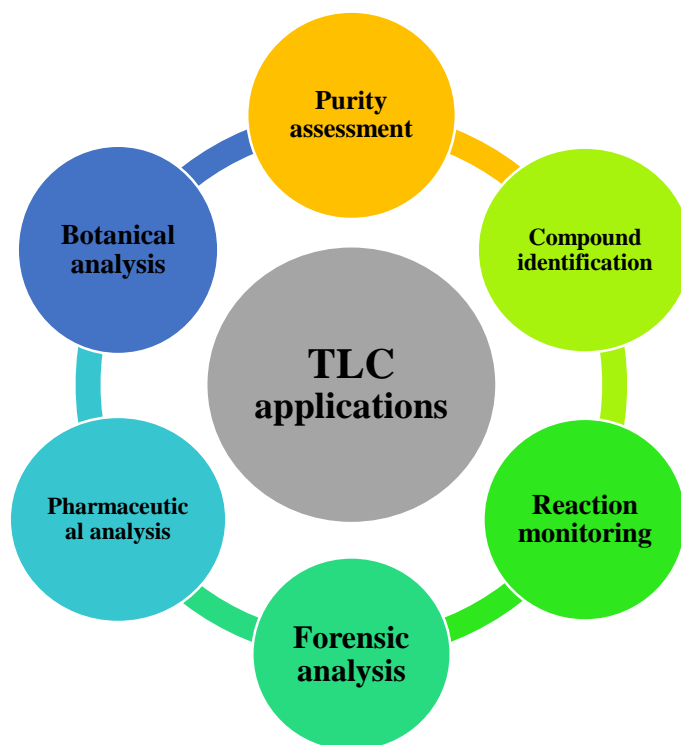 Purity
assessment
Compound
identification
Reaction
monitoring
Forensic
analysis
Pharmaceutic
al analysis
Botanical
analysis
TLC
applications